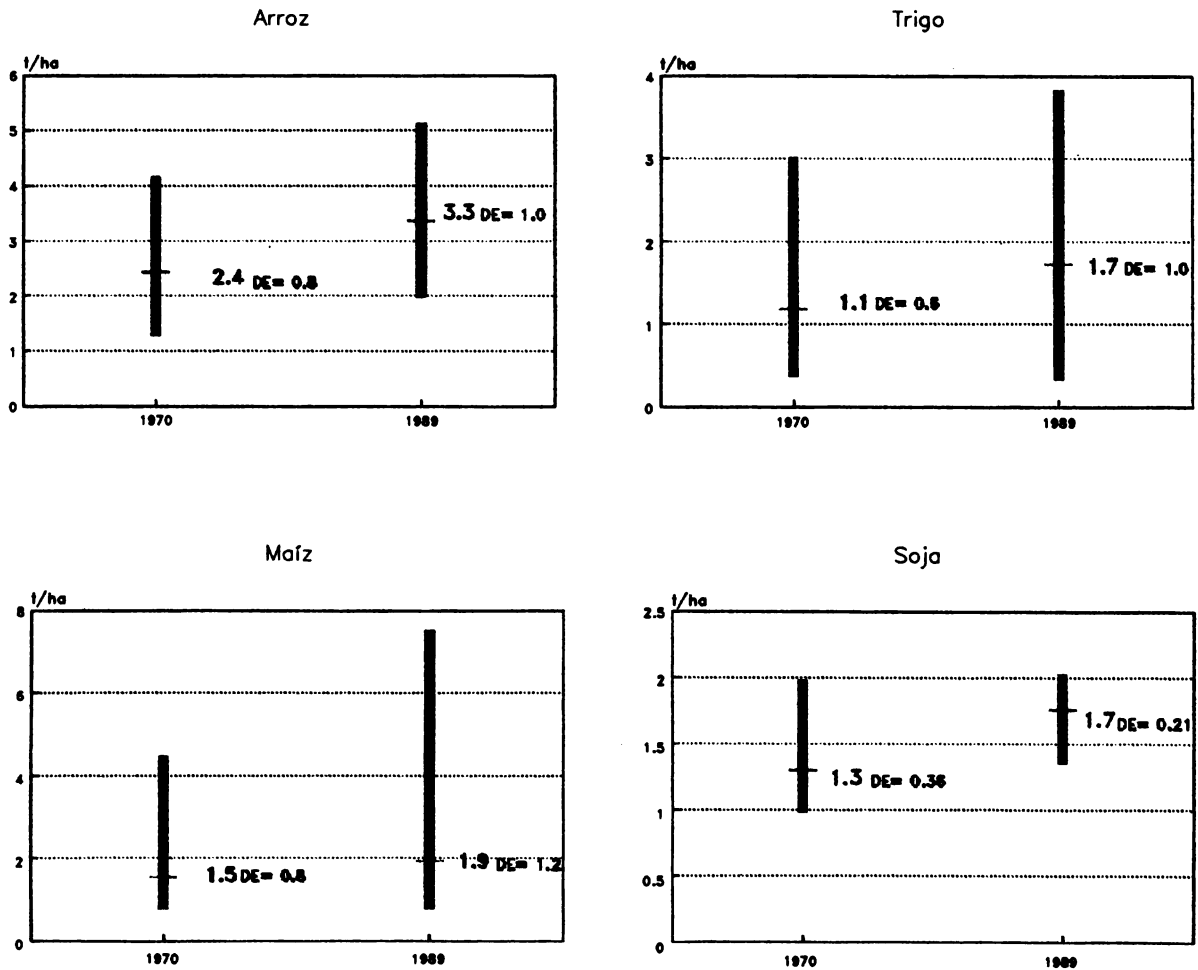 Arroz
t/ha
6
5
4
3
2
1
0
3.3 DE= 1.0
2.4 DE= 0.8
1970 1989
Trigo
t/ha
4
3
2
1
0
1.7 DE= 1.0
1.1 DE= 0.6
1970 1989
Maíz
t/ha
8
6
4
2
0
1.9 DE= 1.2
1.5 DE= 0.8
1970 1989
Soja
t/ha
2.5
2
1.5
1
0.5
0
1.7 DE= 0.21
1.3 DE= 0.36
1970 1989